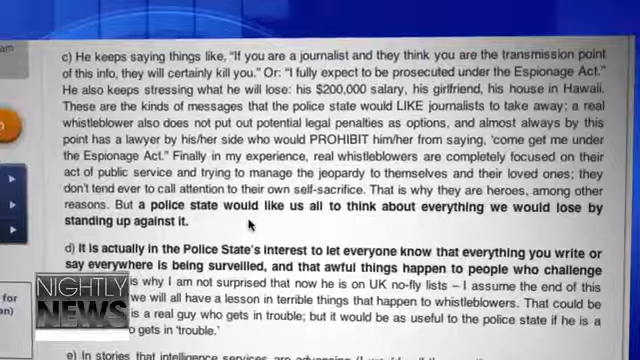 am
c) He keeps saying things like, "If you are a journalist and they think you are the transmission point
of this info, they will certainly kill you." Or: "I fully expect to be prosecuted under the Espionage Act."
He also keeps stressing what he will lose: his $200,000 salary, his girlfriend, his house in Hawaii.
These are the kinds of messages that the police state would LIKE journalists to take away; a real
whistleblower also does not put out potential legal penalties as options, and almost always by this
point has a lawyer by his/her side who would PROHIBIT him/her from saying, 'come get me under
the Espionage Act." Finally in my experience, real whistleblowers are completely focused on their
act of public service and trying to manage the jeopardy to themselves and their loved ones; they
don't tend ever to call attention to their own self-sacrifice. That is why they are heroes, among other
reasons. But a police state would like us all to think about everything we would lose by
standing up against it.
d) It is actually in the Police State's interest to let everyone know that everything you write or
say everywhere is being surveilled, and that awful things happen to people who challenge
is why I am not surprised that now he is on UK no-fly lists – I assume the end of this
we will all have a lesson in terrible things that happen to whistleblowers. That could be
is a real guy who gets in trouble; but it would be as useful to the police state if he is a
o gets in 'trouble.'
e) In stories that intelligence services are
for
an)
NIGHTLY
NEWS